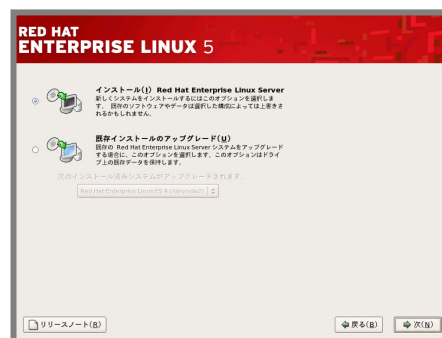 RED HAT
ENTERPRISE LINUX 5
インストール(I) Red Hat Enterprise Linux Server
新しくシステムをインストールするにはこのオプションを選択しま
す。 既存のソフトウェアやデータは選択した構成によっては上書きさ
れるかもしれません。
既存インストールのアップグレード(U)
既存の Red Hat Enterprise Linux Server システムをアップグレード
する場合に、このオプションを選択します。このオプションはドライ
ブ上の既存データを保持します。
次のインストール済みシステムがアップグレードされます。
Red Hat Enterprise Linux ES 4 (/dev/sda2)
リリースノート(R)
戻る(B)
次(N)